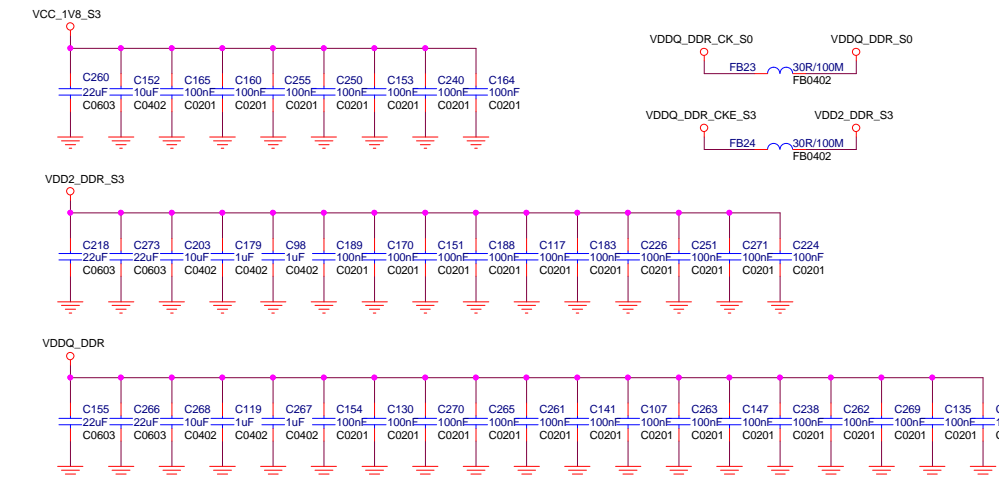 VCC_1V8_S3
C260 C152 C165 C160 C255 C250 C153 C240 C164
22uF 10uF 100nF 100nF 100nF 100nF 100nF 100nF 100nF
C0603 C0402 C0201 C0201 C0201 C0201 C0201 C0201 C0201
VDDQ_DDR_CK_S0 VDDQ_DDR_S0
FB23 30R/100M
FB0402
VDDQ_DDR_CKE_S3 VDD2_DDR_S3
FB24 30R/100M
FB0402
VDD2_DDR_S3
C218 C273 C203 C179 C98 C189 C170 C151 C188 C117 C183 C226 C251 C271 C224
22uF 22uF 10uF 1uF 1uF 100nF 100nF 100nF 100nF 100nF 100nF 100nF 100nF 100nF 100nF
C0603 C0603 C0402 C0402 C0402 C0201 C0201 C0201 C0201 C0201 C0201 C0201 C0201 C0201 C0201
VDDQ_DDR
C155 C266 C268 C119 C267 C154 C130 C270 C265 C261 C141 C107 C263 C147 C238 C262 C269 C135
22uF 22uF 10uF 1uF 1uF 100nF 100nF 100nF 100nF 100nF 100nF 100nF 100nF 100nF 100nF 100nF 100nF 100nF
C0603 C0603 C0402 C0402 C0402 C0201 C0201 C0201 C0201 C0201 C0201 C0201 C0201 C0201 C0201 C0201 C0201 C0201